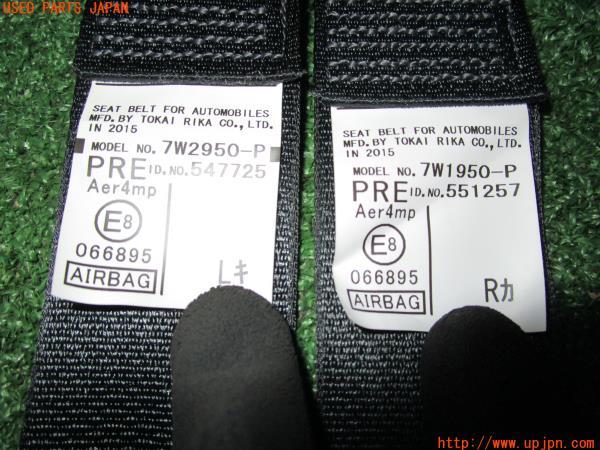 USED PARTS JAPAN
SEAT BELT FOR AUTOMOBILES
MFD. BY TOKAI RIKA CO., LTD.
IN 2015
MODEL NO. 7W2950-P
PRE ID.NO. 547725
Aer4mp
E8
066895
AIRBAG
Lキ
SEAT BELT FOR AUTOMOBILES
MFD. BY TOKAI RIKA CO., LTD.
IN 2015
MODEL NO. 7W1950-P
PRE ID.NO. 551257
Aer4mp
E8
066895
AIRBAG
Rカ
http://www.upjpn.com/